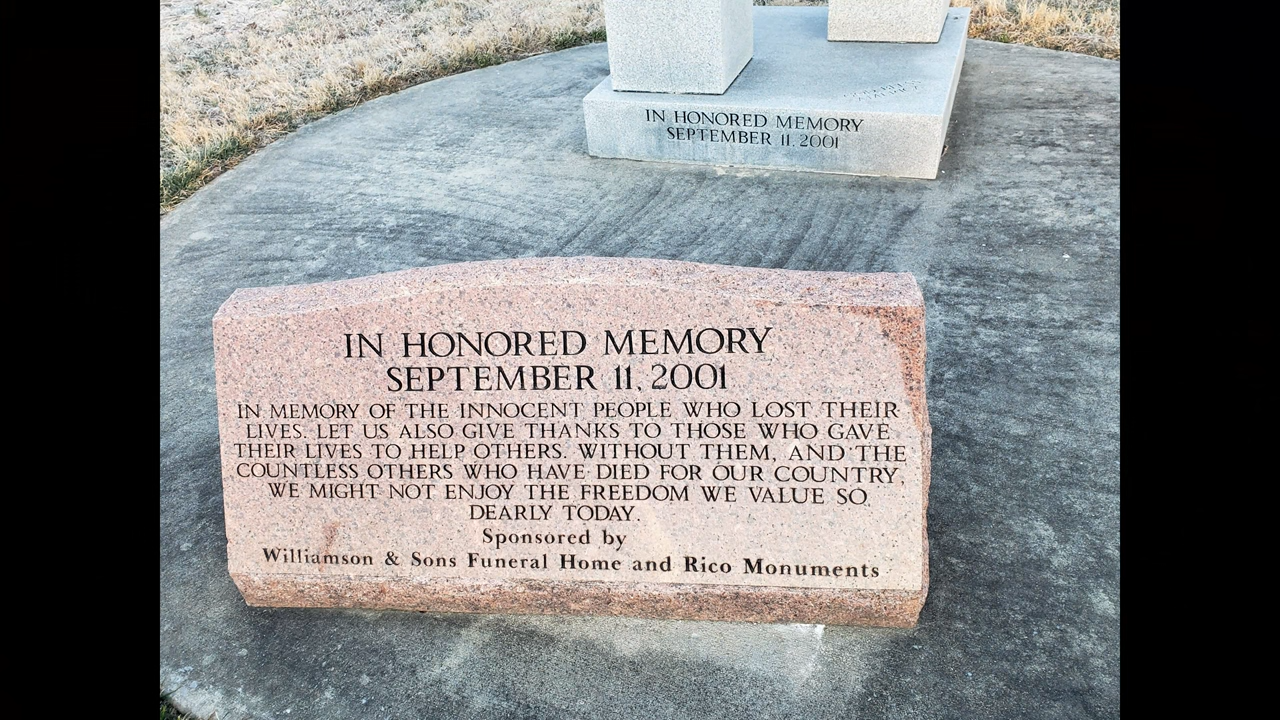 IN HONORED MEMORY
SEPTEMBER 11, 2001
IN HONORED MEMORY
SEPTEMBER 11, 2001
IN MEMORY OF THE INNOCENT PEOPLE WHO LOST THEIR
LIVES. LET US ALSO GIVE THANKS TO THOSE WHO GAVE
THEIR LIVES TO HELP OTHERS. WITHOUT THEM, AND THE
COUNTLESS OTHERS WHO HAVE DIED FOR OUR COUNTRY,
WE MIGHT NOT ENJOY THE FREEDOM WE VALUE SO
DEARLY TODAY.
Sponsored by
Williamson & Sons Funeral Home and Rico Monuments